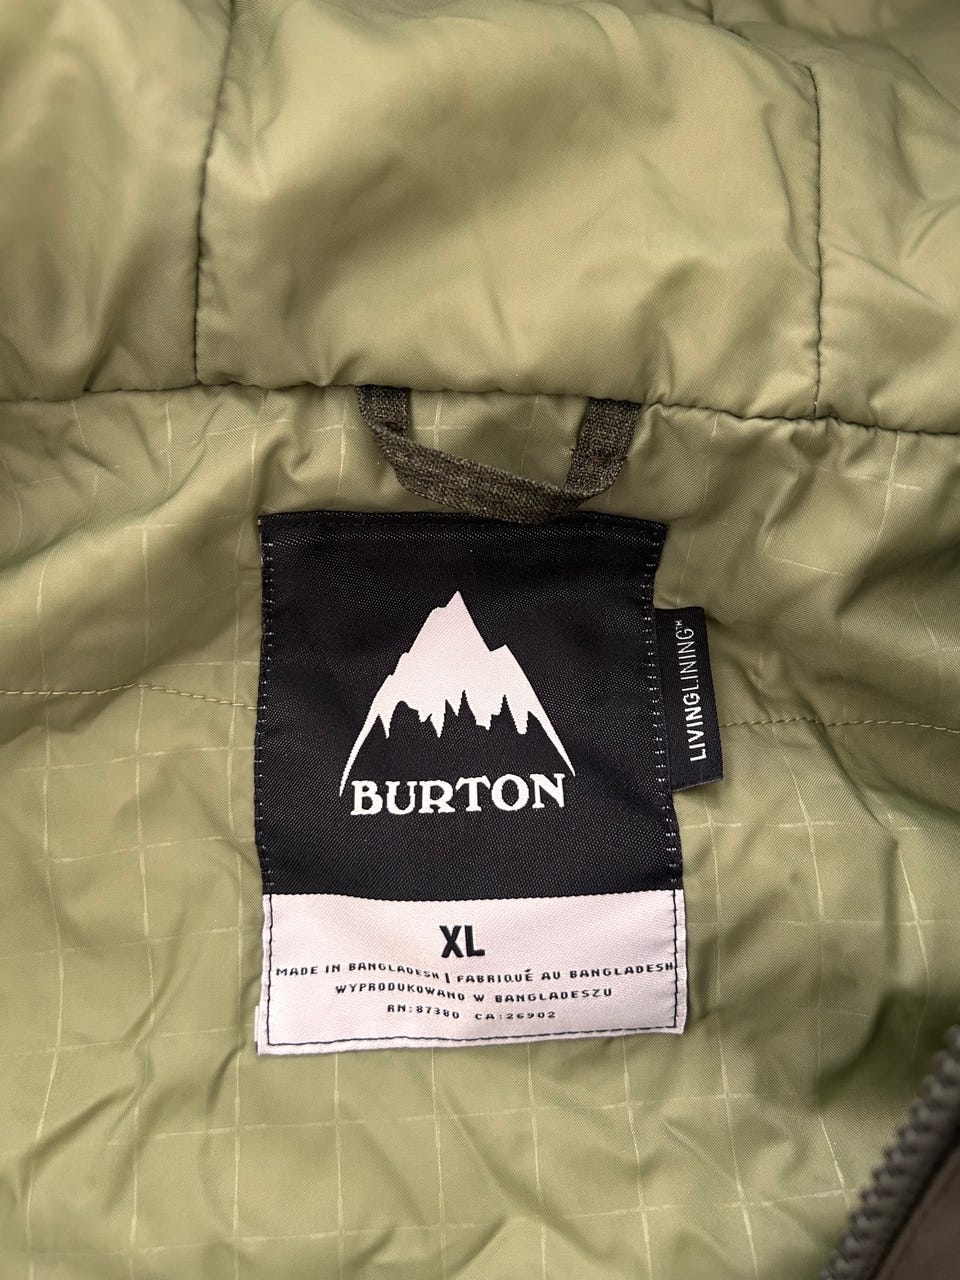 BURTON
LIVINGLINING™
XL
MADE IN BANGLADESH | FABRIQUÉ AU BANGLADESH
WYPRODUKOWANO W BANGLADESZU
RN:87380 CA:26902